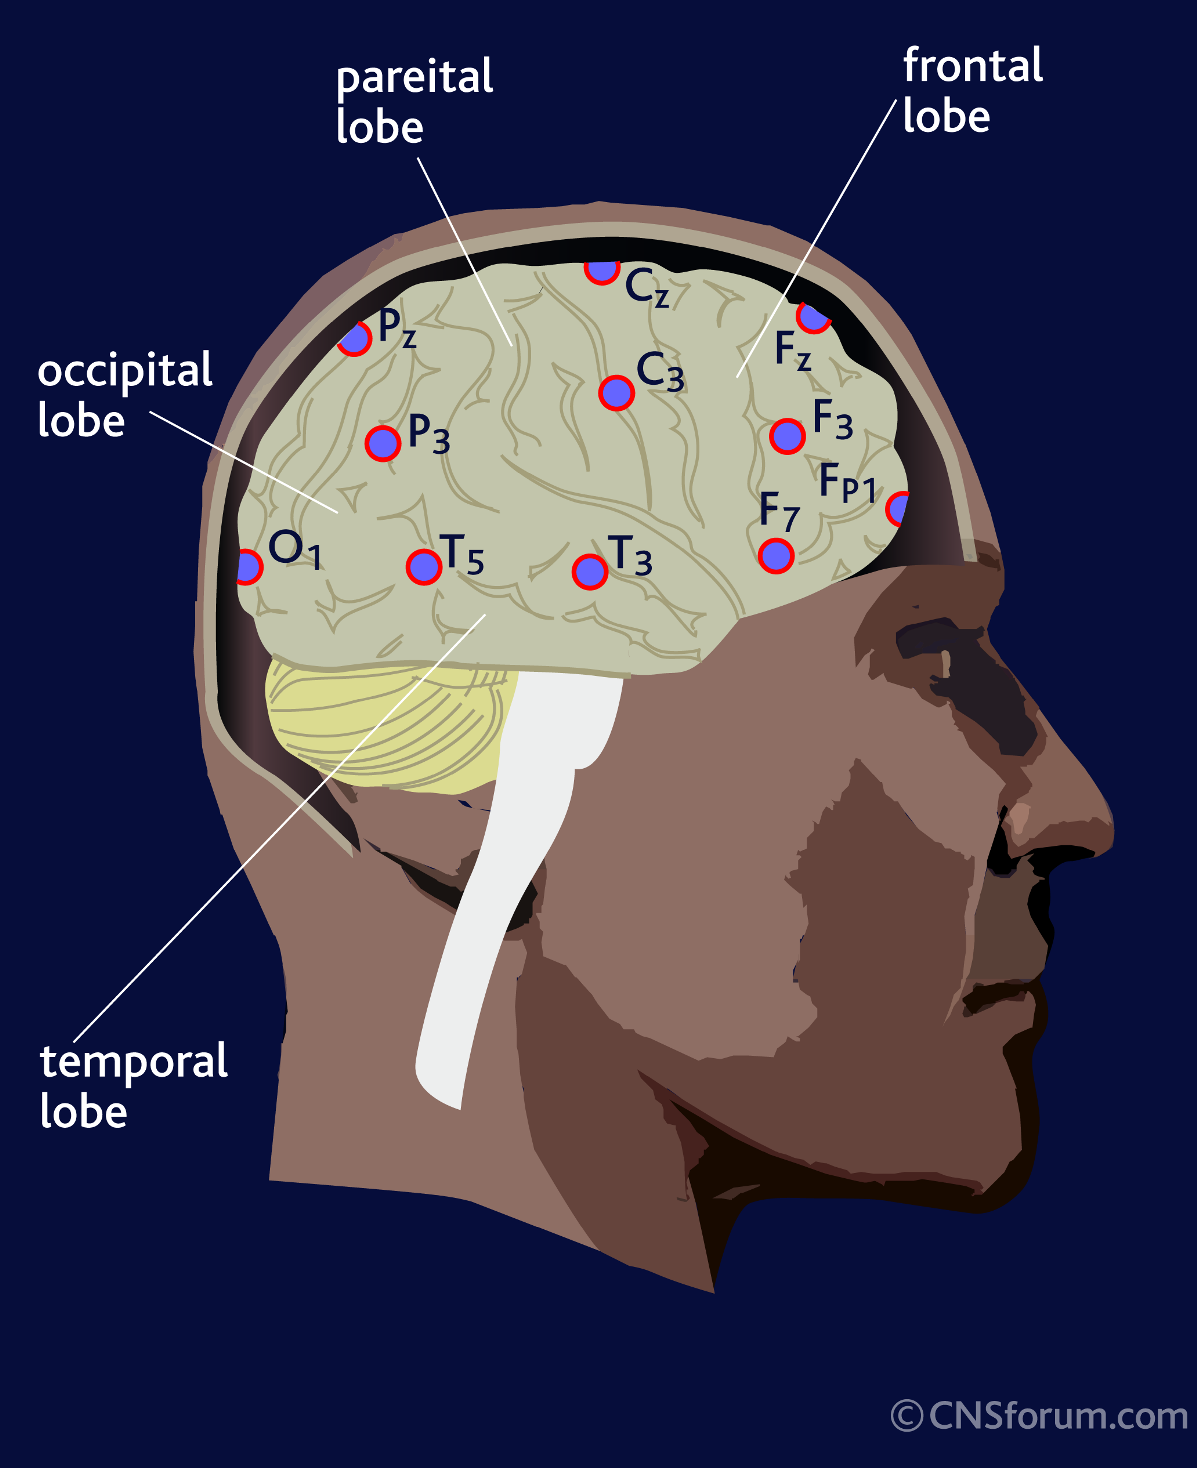 pareital
lobe
frontal
lobe
occipital
lobe
Cz
Pz
Fz
C3
F3
P3
FP1
F7
O1
T5
T3
temporal
lobe
©CNSforum.com